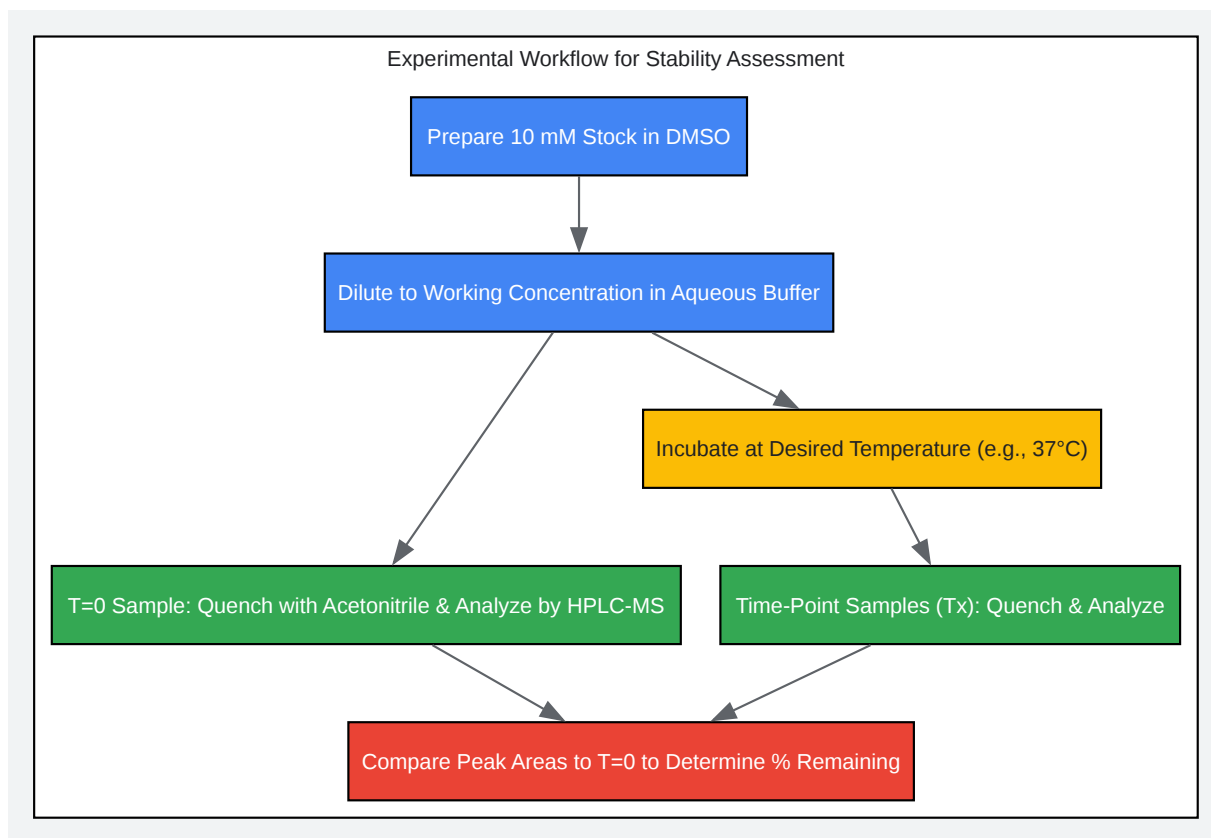 Experimental Workflow for Stability Assessment
Prepare 10 mM Stock in DMSO
Dilute to Working Concentration in Aqueous Buffer
Incubate at Desired Temperature (e.g., 37°C)
T=0 Sample: Quench with Acetonitrile & Analyze by HPLC-MS
Time-Point Samples (Tx): Quench & Analyze
Compare Peak Areas to T=0 to Determine % Remaining